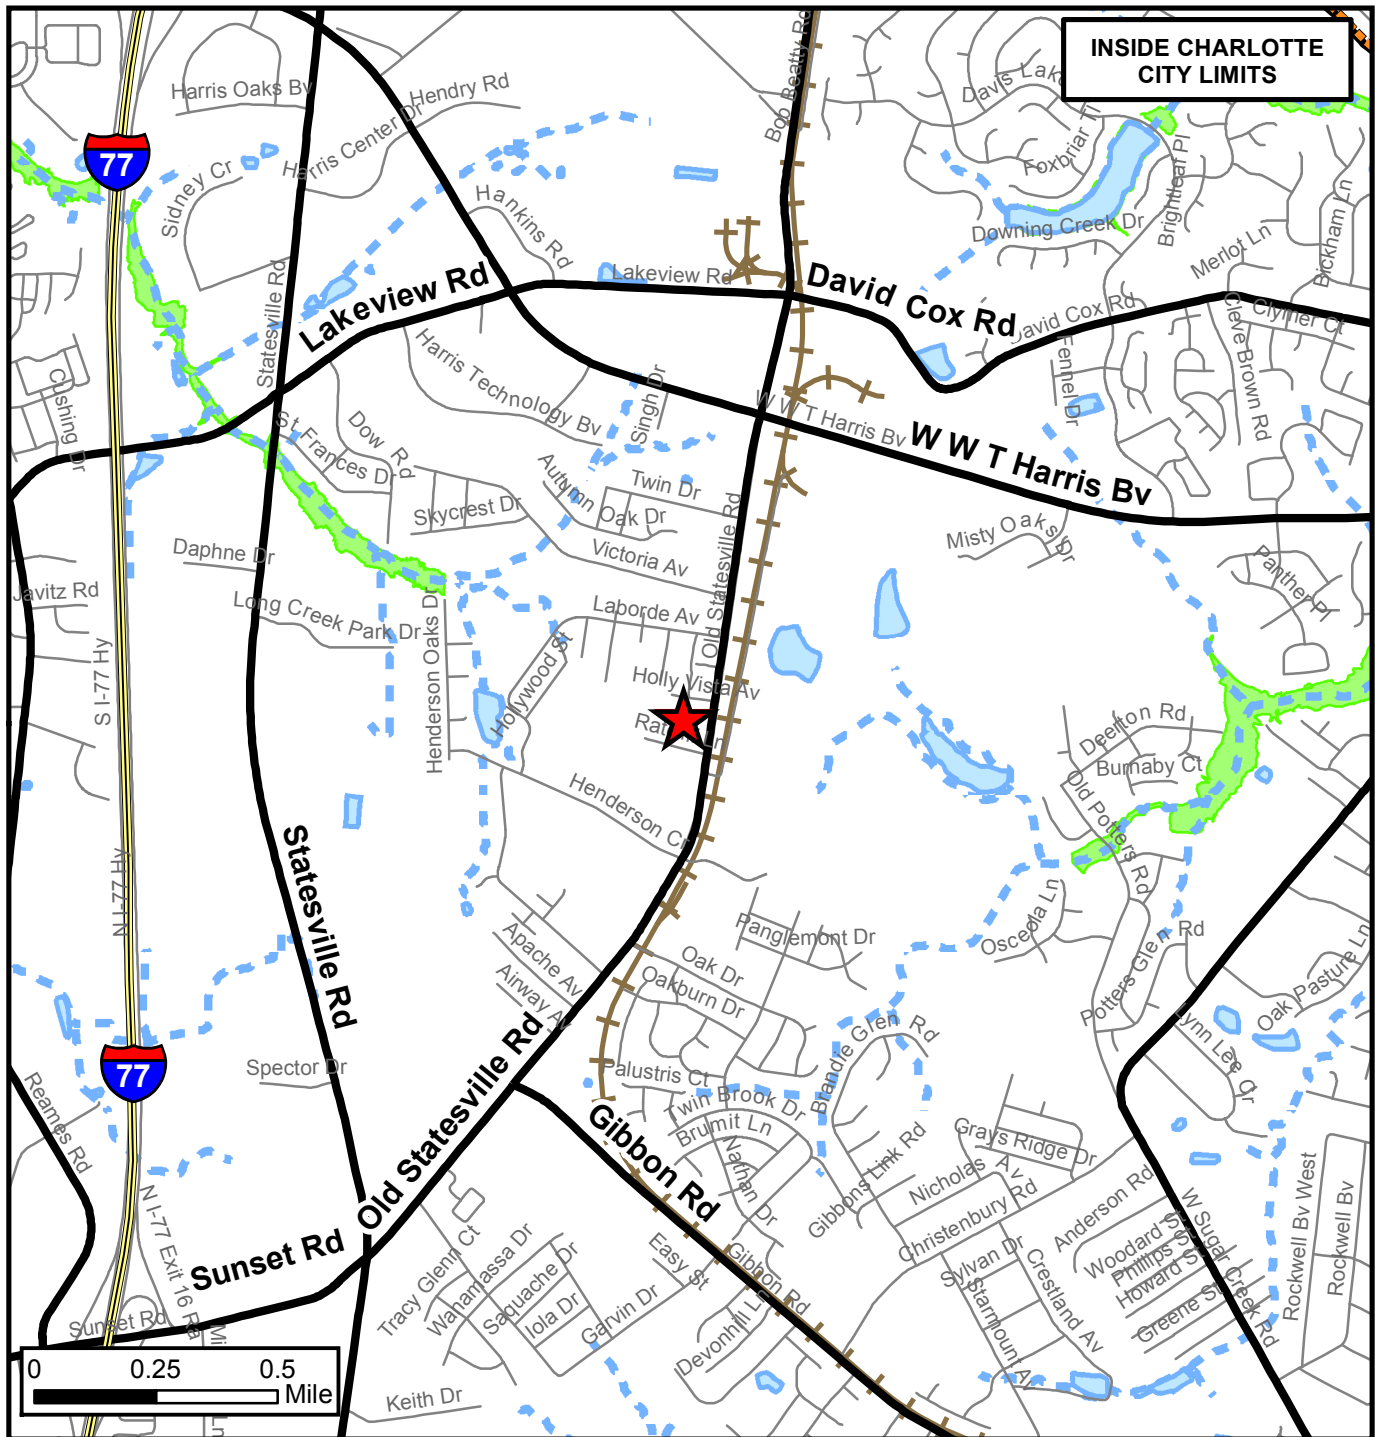 INSIDE CHARLOTTE
CITY LIMITS
Harris Oaks Bv
Hendry Rd
Harris Center Dr
Bob Beatty Rd
Davis Lake
Foxbriar Tl
77
Sidney Cr
Hankins Rd
Downing Creek Dr
Brightleaf Pl
Merlot Ln
Bickham Ln
Lakeview Rd
Lakeview Rd
David Cox Rd
David Cox Rd
Clymer Ct
Cleve Brown Rd
Fennel Dr
Statesville Rd
Cushing Dr
Harris Technology Bv
Singh Dr
W W T Harris Bv
W W T Harris Bv
St Frances Dr
Dow Rd
Skycrest Dr
Autumn Oak Dr
Twin Dr
Victoria Av
Misty Oaks Dr
Panther Pl
Daphne Dr
Javitz Rd
Long Creek Park Dr
Henderson Oaks Dr
Laborde Av
Old Statesville Rd
Hollywood St
Holly Vista Av
Ln
S I-77 Hy
Deerton Rd
Burnaby Ct
Old Potters Rd
Henderson Cr
N I-77 Hy
Statesville Rd
Osceola Ln
Potters Glen Rd
Panglemont Dr
Apache Av
Airway Av
Oak Dr
Oakburn Dr
Oak Pasture Ln
Lynn Lee Cr
Brandie Glen Rd
77
Spector Dr
Reames Rd
Palustris Ct
Twin Brook Dr
Brumit Ln
Nathan Dr
Gibbon Rd
Old Statesville Rd
Gibbons Link Rd
Grays Ridge Dr
Nicholas Av
Christenbury Rd
Anderson Rd
Woodard St
Phillips St
Howard St
Greene St
W Sugar Creek Rd
Rockwell Bv West
Rockwell Bv
N I-77 Exit 16 Ra
Sunset Rd
Sunset Rd
Tracy Glenn Ct
Wahamassa Dr
Saquache Dr
Iola Dr
Garvin Dr
Easy St
Gibbon Rd
Devonhill Ln
Sylvan Dr
Starmount Av
Crestland Av
Keith Dr
0 0.25 0.5
Mile